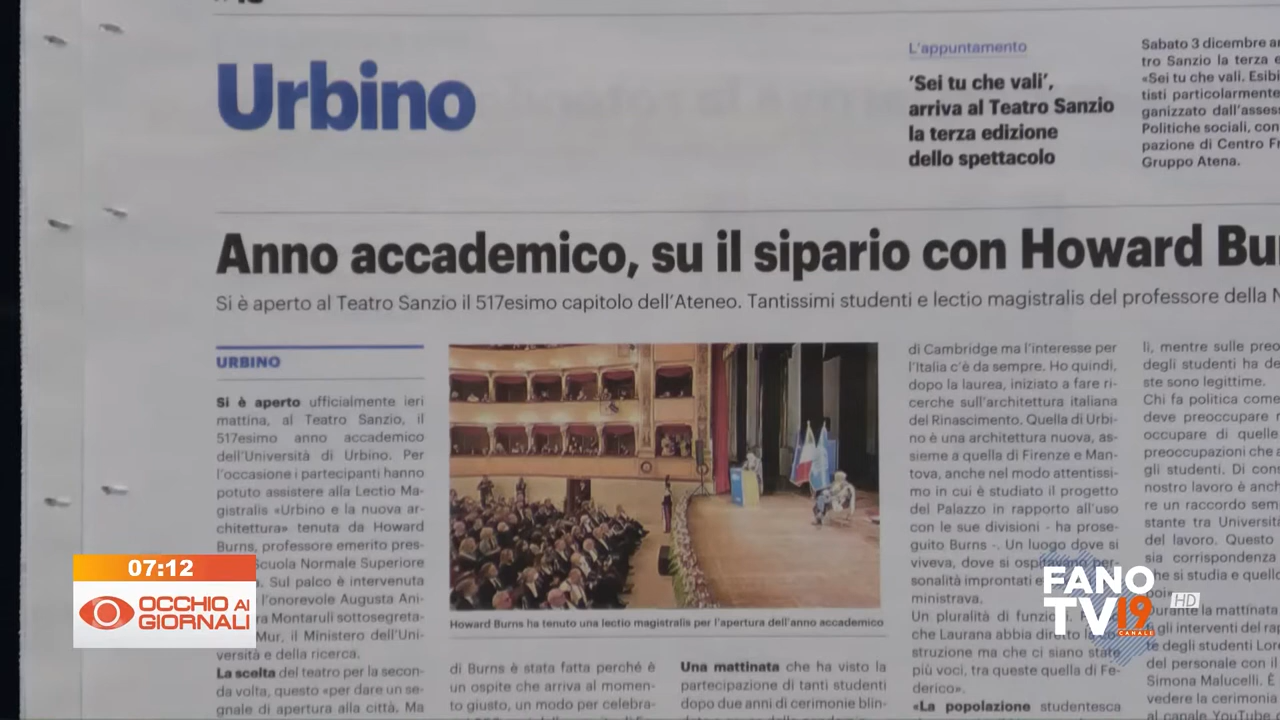 Urbino
L'appuntamento
'Sei tu che vali',
arriva al Teatro Sanzio
la terza edizione
dello spettacolo
Sabato 3 dicembre
tro Sanzio la terza
«Sei tu che vali. Esibi
tisti particolarmente
ganizzato dall'asses
Politiche sociali, con
pazione di Centro
Gruppo Atena.
Anno accademico, su il sipario con Howard Bu
Si è aperto al Teatro Sanzio il 517esimo capitolo dell'Ateneo. Tantissimi studenti e lectio magistralis del professore della
URBINO
Si è aperto ufficialmente ieri
mattina, al Teatro Sanzio, il
517esimo anno accademico
dell'Università di Urbino. Per
l'occasione i partecipanti hanno
potuto assistere alla Lectio Ma-
gistralis «Urbino e la nuova ar-
chitettura» tenuta da Howard
Burns, professore emerito pres-
Scuola Normale Superiore
Sul palco è intervenuta
l'onorevole Augusta
Montaruli sottosegreta-
Mur, il Ministero dell'Uni-
versità e della ricerca.
La scelta del teatro per la secon-
da volta, questo «per dare un se-
gnale di apertura alla città. Ma
Howard Burns ha tenuto una lectio magistralis per l'apertura dell'anno accademico
di Burns è stata fatta perché è
un ospite che arriva al momen-
to giusto, un modo per celebra-
Una mattinata che ha visto la
partecipazione di tanti studenti
dopo due anni di cerimonie blin-
di Cambridge ma l'interesse per
l'Italia c'è da sempre. Ho quindi,
dopo la laurea, iniziato a fare ri-
cerche sull'architettura italiana
del Rinascimento. Quella di Urbi-
no è una architettura nuova, as-
sieme a quella di Firenze e Man-
tova, anche nel modo attentissi-
mo in cui è studiato il progetto
del Palazzo in rapporto all'uso
con le sue divisioni - ha prose-
guito Burns -. Un luogo dove si
viveva, dove si ospitavano per-
sonalità improntati e
ministrava.
Un pluralità di funzioni.
che Laurana abbia diretto la
struzione ma che ci siano state
più voci, tra queste quella di Fe-
derico».
«La popolazione studentesca
li, mentre sulle preo
degli studenti ha de
ste sono legittime.
Chi fa politica come
deve preoccupare
occupare di quelle
preoccupazioni che
gli studenti. Di con
nostro lavoro è anch
re un raccordo sem
stante tra Universit
del lavoro. Questo
sia corrispondenza
che si studia e quello
poi».
Durante la mattinata
gli interventi del rap
te degli studenti Lor
del personale con il
Simona Malucelli. È
vedere la cerimonia
al canale YouTube
07:12
OCCHIO AI
GIORNALI
FANO
TV 19 HD
CANALE